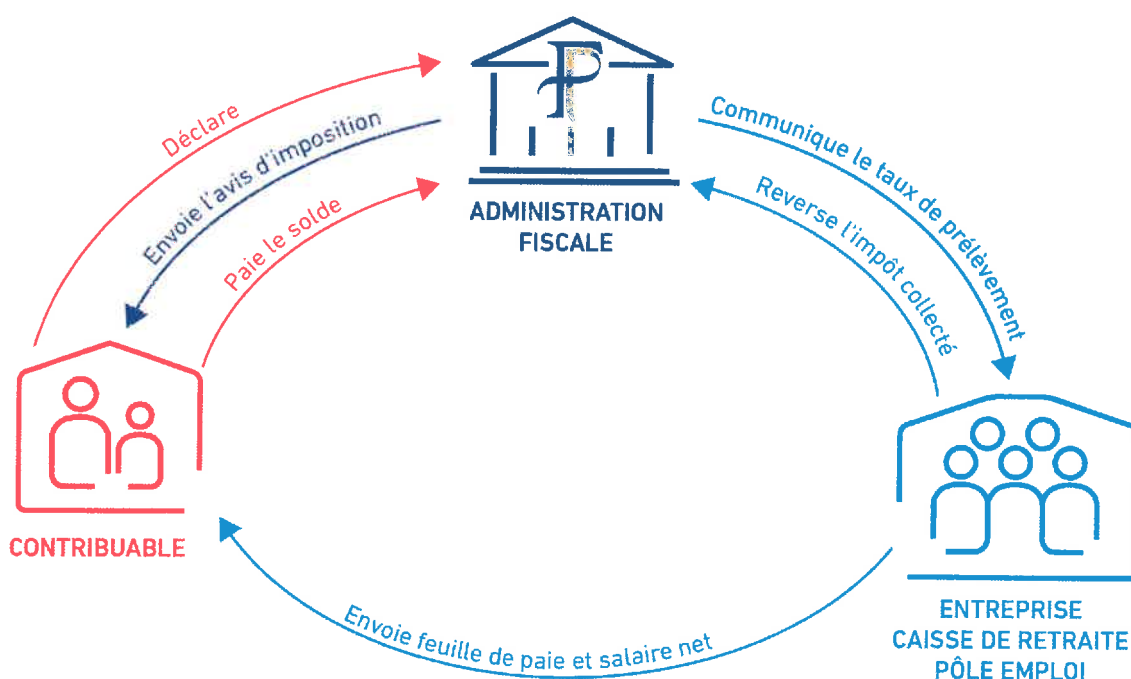 Déclare
Envoie l'avis d'imposition
Paie le solde
ADMINISTRATION
FISCALE
Communique le taux de prélèvement
Reverse l'impôt collecté
CONTRIBUABLE
Envoie feuille de paie et salaire net
ENTREPRISE
CAISSE DE RETRAITE
PÔLE EMPLOI